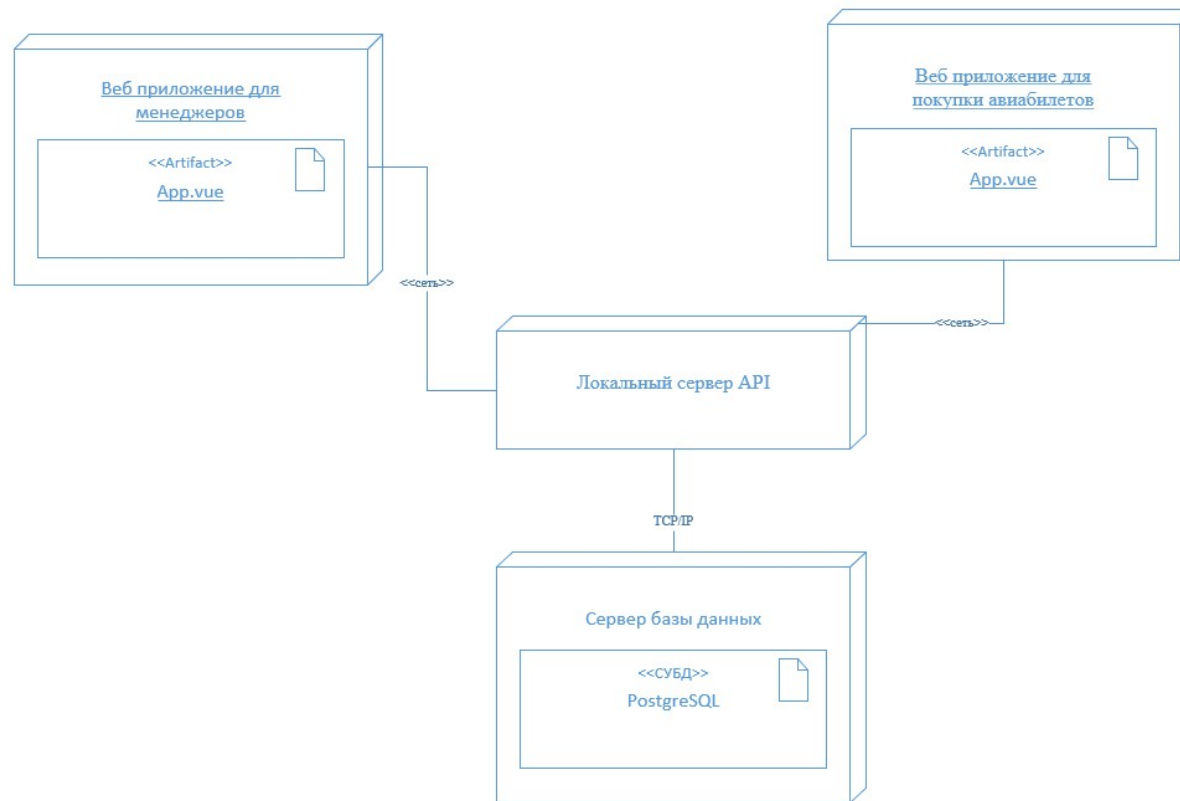 Веб приложение для
менеджеров
<<Artifact>>
App.vue
Веб приложение для
покупки авиабилетов
<<Artifact>>
App.vue
<<сеть>>
<<сеть>>
Локальный сервер API
TCP/IP
Сервер базы данных
<<СУБД>>
PostgreSQL